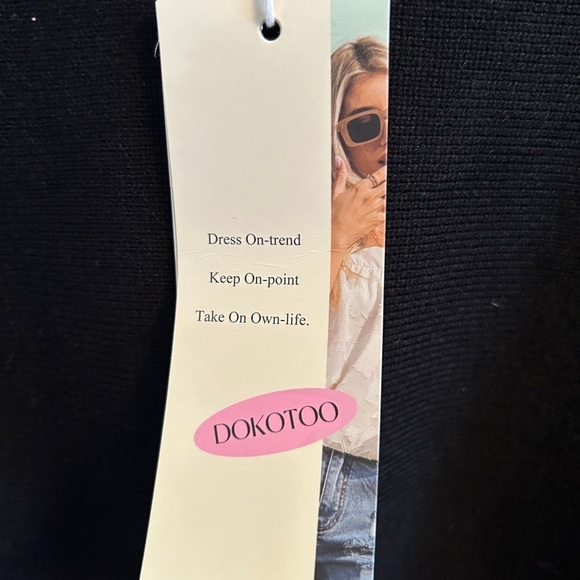 Dress On-trend
Keep On-point
Take On Own-life.
DOKOTOO